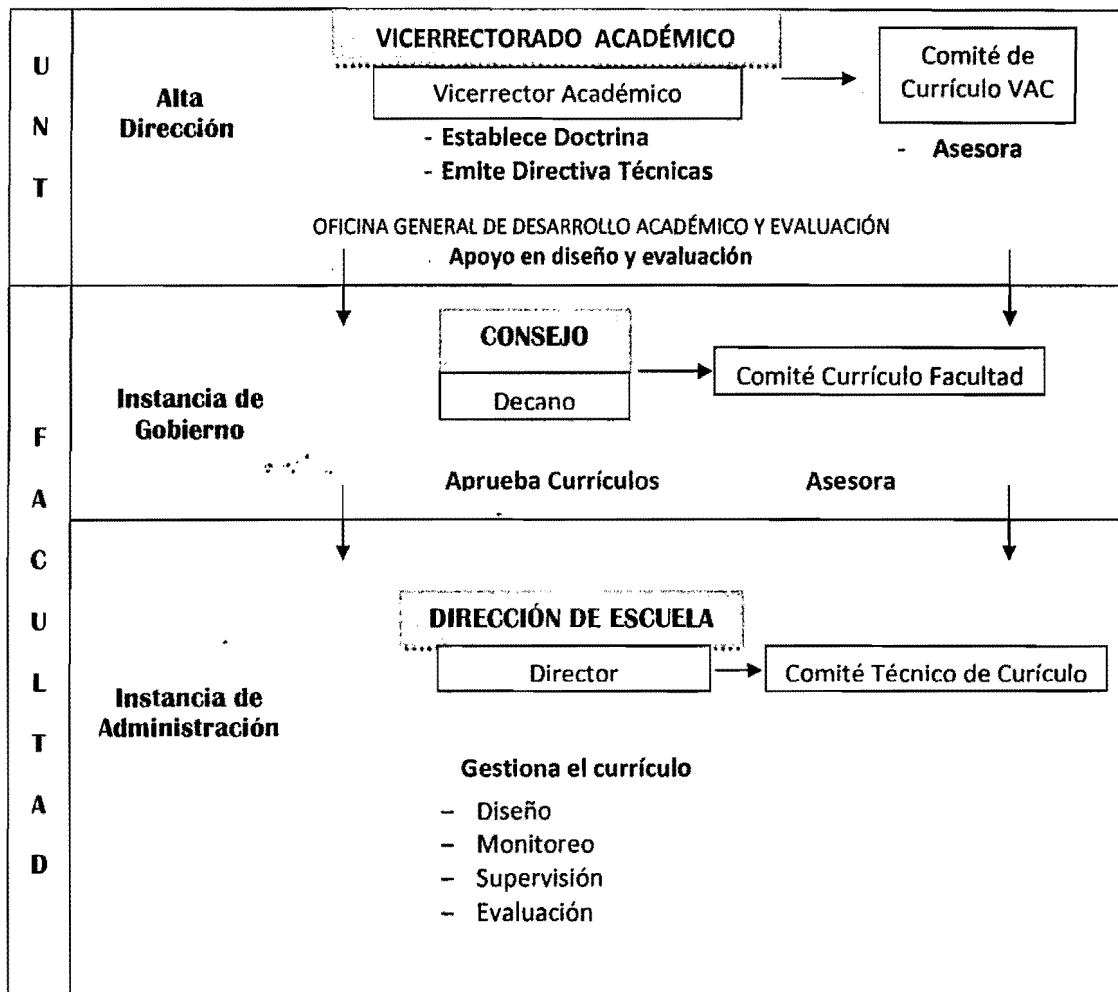 UNT
Alta
Dirección
VICERRECTORADO ACADÉMICO
Vicerrector Académico
- Establece Doctrina
- Emite Directiva Técnicas
Comité de
Currículo VAC
- Asesora
OFICINA GENERAL DE DESARROLLO ACADÉMICO Y EVALUACIÓN
Apoyo en diseño y evaluación
FACULTAD
Instancia de
Gobierno
CONSEJO
Decano
Comité Currículo Facultad
Aprueba Currículos
Asesora
Instancia de
Administración
DIRECCIÓN DE ESCUELA
Director
Comité Técnico de Curículo
Gestiona el currículo
– Diseño
– Monitoreo
– Supervisión
– Evaluación